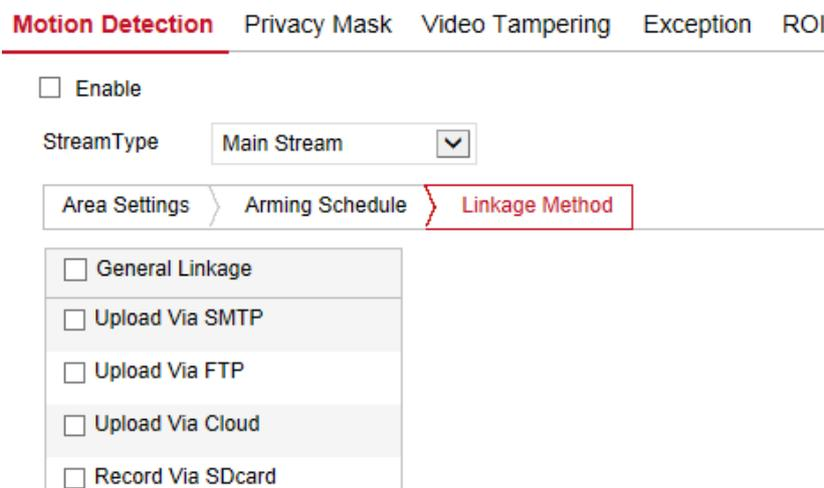 Motion Detection Privacy Mask Video Tampering Exception ROI
Enable
StreamType Main Stream
Area Settings Arming Schedule Linkage Method
General Linkage
Upload Via SMTP
Upload Via FTP
Upload Via Cloud
Record Via SDcard